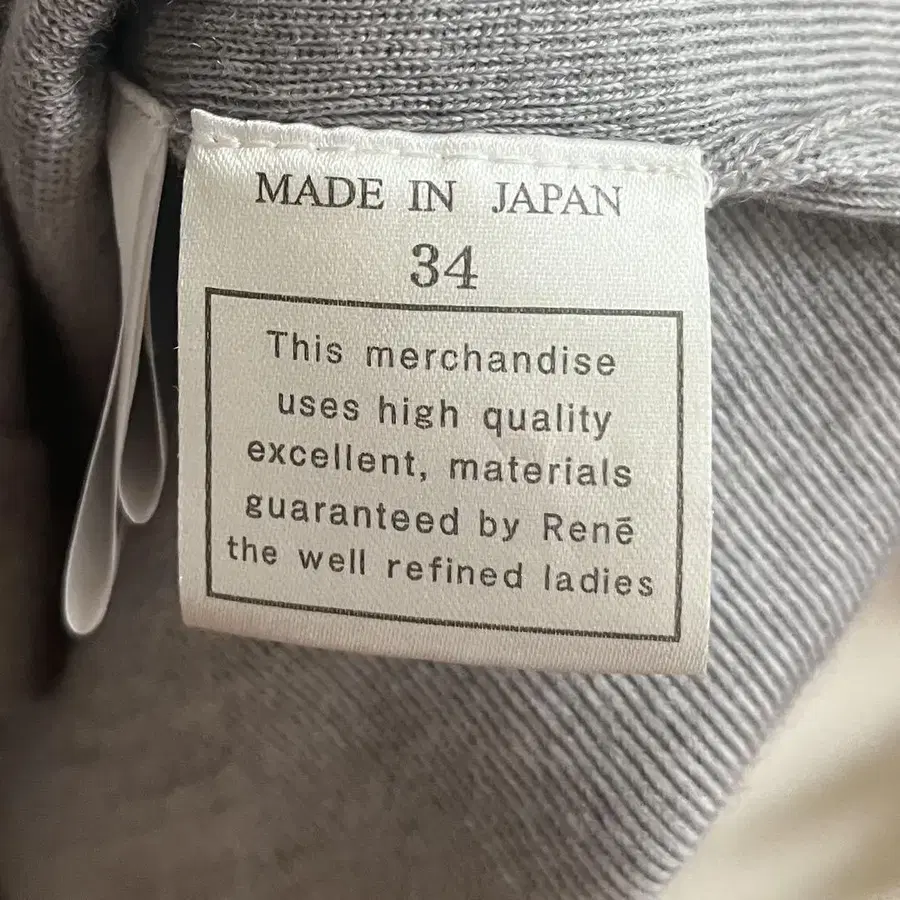 MADE IN JAPAN
34
This merchandise
uses high quality
excellent, materials
guaranteed by Renē
the well refined ladies